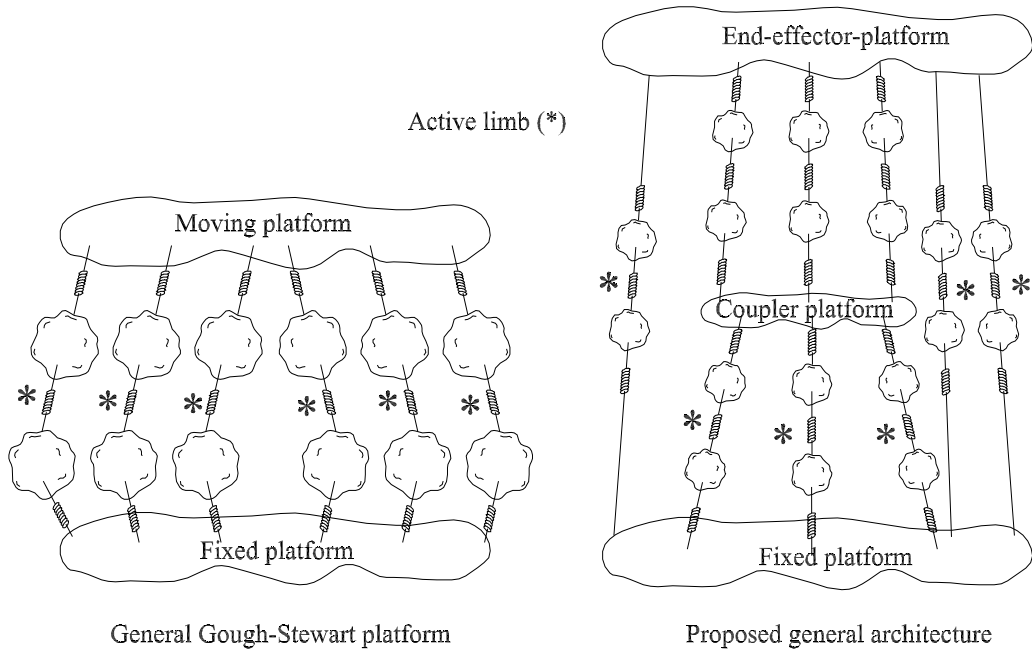 End-effector-platform
Active limb (*)
Moving platform
*
*
*
Coupler platform
*
*
*
*
*
*
*
*
*
Fixed platform
Fixed platform
General Gough-Stewart platform
Proposed general architecture